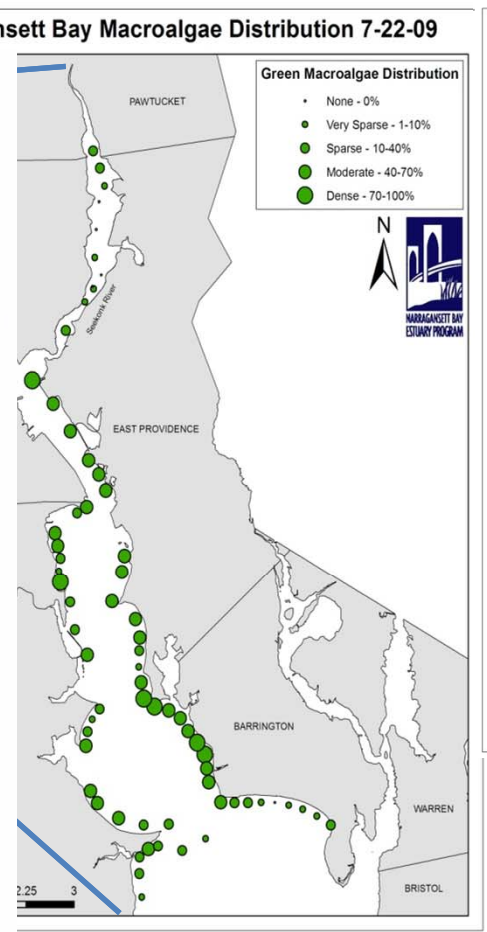 nsett Bay Macroalgae Distribution 7-22-09
Green Macroalgae Distribution
None - 0%
Very Sparse - 1-10%
Sparse - 10-40%
Moderate - 40-70%
Dense - 70-100%
PAWTUCKET
N
NARRAGANSETT BAY
ESTUARY PROGRAM
Seekonk River
EAST PROVIDENCE
BARRINGTON
WARREN
BRISTOL
2.25 3